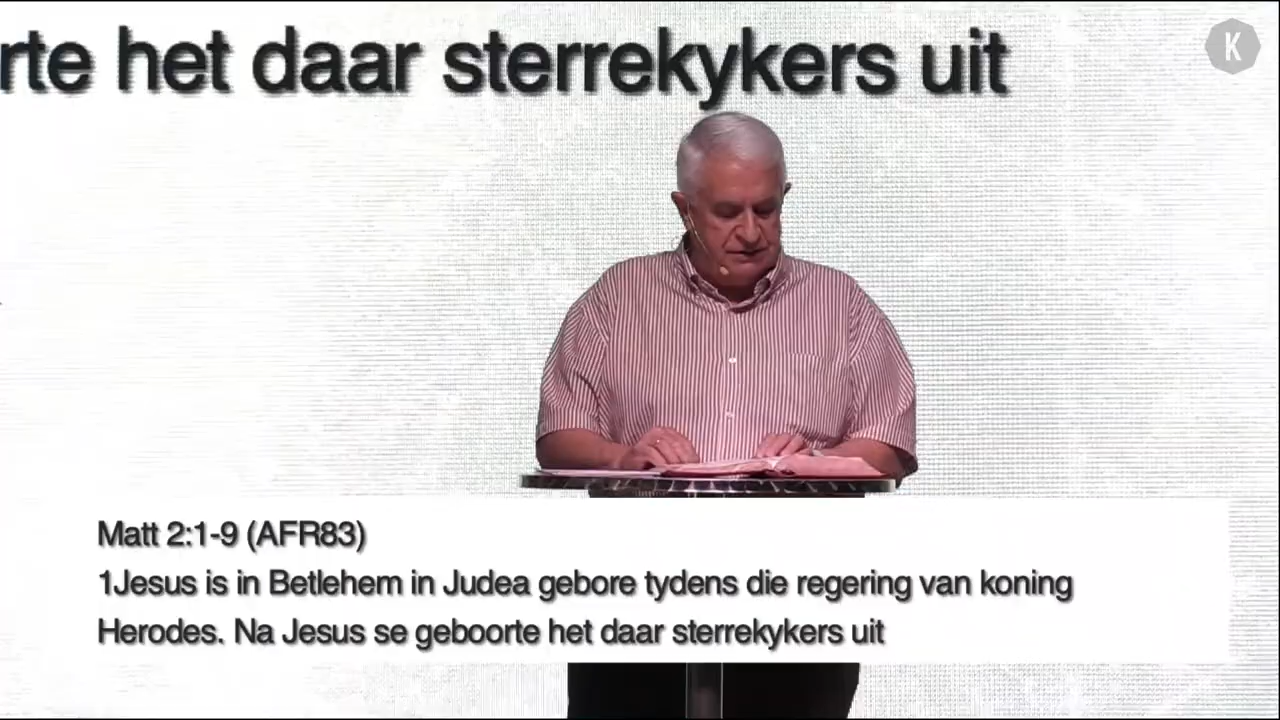 rte het daar sterrekykers uit
K
Matt 2:1-9 (AFR83)
1Jesus is in Betlehem in Judea gebore tydens die regering van koning
Herodes. Na Jesus se geboorte het daar sterrekykers uit